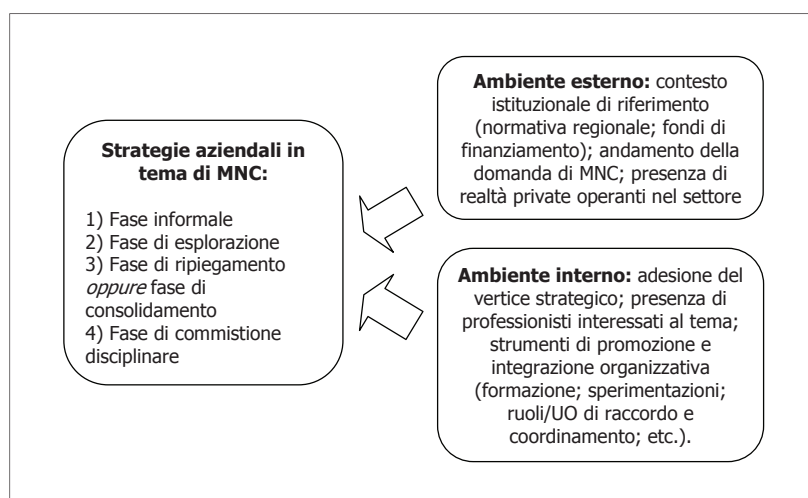 Strategie aziendali in
tema di MNC:
1) Fase informale
2) Fase di esplorazione
3) Fase di ripiegamento
oppure fase di
consolidamento
4) Fase di commistione
disciplinare
Ambiente esterno: contesto
istituzionale di riferimento
(normativa regionale; fondi di
finanziamento); andamento della
domanda di MNC; presenza di
realtà private operanti nel settore
Ambiente interno: adesione del
vertice strategico; presenza di
professionisti interessati al tema;
strumenti di promozione e
integrazione organizzativa
(formazione; sperimentazioni;
ruoli/UO di raccordo e
coordinamento; etc.).